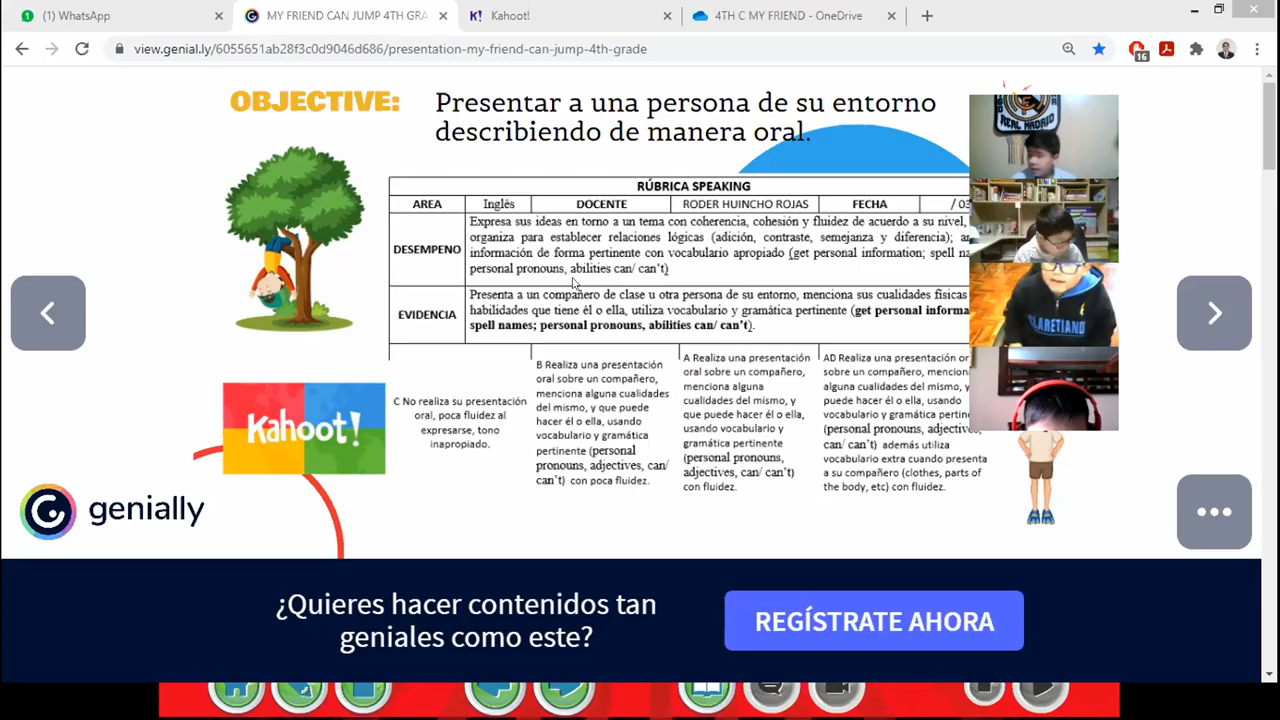 (1) WhatsApp
MY FRIEND CAN JUMP 4TH GRA
Kahoot!
4TH C MY FRIEND - OneDrive
view.genial.ly/6055651ab28f3c0d9046d686/presentation-my-friend-can-jump-4th-grade
16
OBJECTIVE:
Presentar a una persona de su entorno
describiendo de manera oral.
REAL MADRID
RÚBRICA SPEAKING
AREA Inglés DOCENTE RODER HUINCHO ROJAS FECHA / 03
DESEMPEÑO
Expresa sus ideas en torno a un tema con coherencia, cohesión y fluidez de acuerdo a su nivel,
organiza para establecer relaciones lógicas (adición, contraste, semejanza y diferencia);
información de forma pertinente con vocabulario apropiado (get personal information; spell
personal pronouns, abilities can/ can't)
EVIDENCIA
Presenta a un compañero de clase u otra persona de su entorno, menciona sus cualidades físicas
habilidades que tiene èl o ella, utiliza vocabulario y gramática pertinente (get personal informa
spell names; personal pronouns, abilities can/ can't).
C No realiza su presentación
oral, poca fluidez al
expresarse, tono
inapropiado.
B Realiza una presentación
oral sobre un compañero,
menciona alguna cualidades
del mismo, y que puede
hacer él o ella, usando
vocabulario y gramática
pertinente (personal
pronouns, adjectives, can/
can't) con poca fluidez.
A Realiza una presentación
oral sobre un compañero,
menciona alguna
cualidades del mismo, y
que puede hacer él o ella,
usando vocabulario y
gramática pertinente
(personal pronouns,
adjectives, can/ can't)
con fluidez.
AD Realiza una presentación or
oral sobre un compañero, mencion
alguna cualidades del mismo, y
puede hacer él o ella, usando
vocabulario y gramática pertin
(personal pronouns, adjectives,
can/ can't) además utiliza
vocabulario extra cuando presenta
a su compañero (clothes, parts of
the body, etc) con fluidez.
CLARETIANO
Kahoot!
genially
¿Quieres hacer contenidos tan
geniales como este?
REGÍSTRATE AHORA